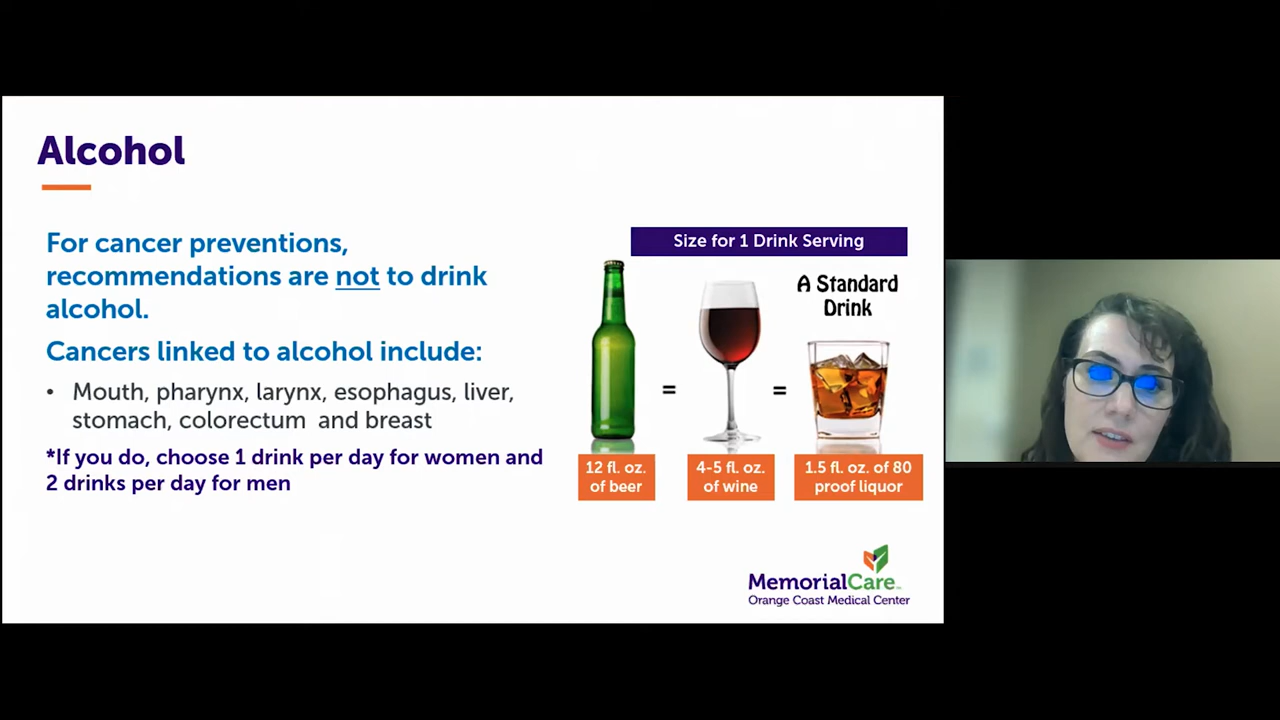 Alcohol
For cancer preventions,
recommendations are not to drink
alcohol.
Cancers linked to alcohol include:
• Mouth, pharynx, larynx, esophagus, liver,
stomach, colorectum and breast
*If you do, choose 1 drink per day for women and
2 drinks per day for men
Size for 1 Drink Serving
A Standard
Drink
=
=
12 fl. oz.
of beer
4-5 fl. oz.
of wine
1.5 fl. oz. of 80
proof liquor
MemorialCare™
Orange Coast Medical Center